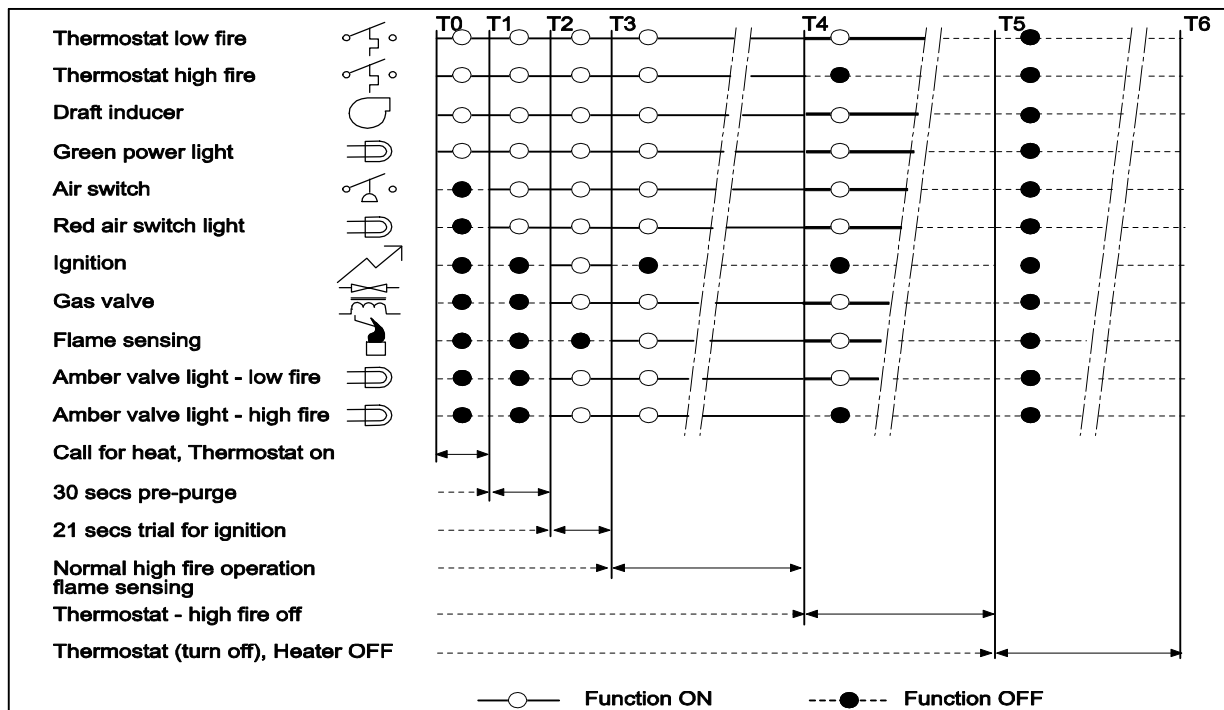 T0 T1 T2 T3 T4 T5 T6
Thermostat low fire
Thermostat high fire
Draft inducer
Green power light
Air switch
Red air switch light
Ignition
Gas valve
Flame sensing
Amber valve light - low fire
Amber valve light - high fire
Call for heat, Thermostat on
30 secs pre-purge
21 secs trial for ignition
Normal high fire operation
flame sensing
Thermostat - high fire off
Thermostat (turn off), Heater OFF
Function ON Function OFF